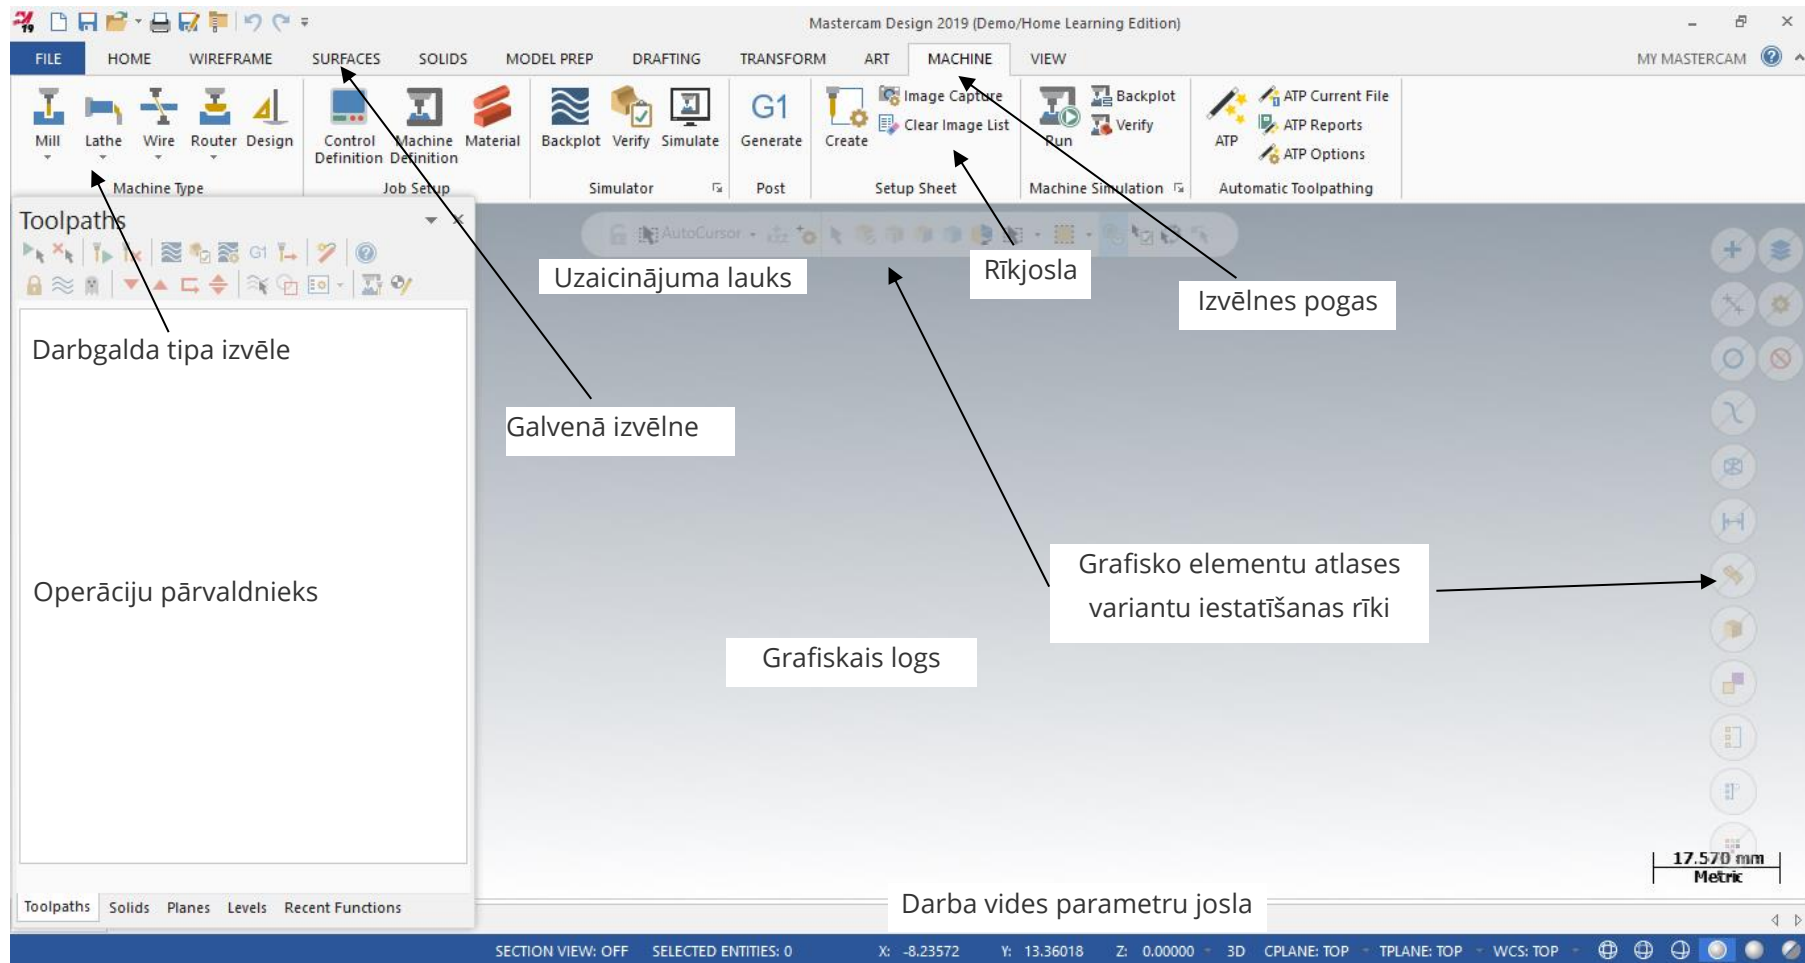 19
Mastercam Design 2019 (Demo/Home Learning Edition)
FILE HOME WIREFRAME SURFACES SOLIDS MODEL PREP DRAFTING TRANSFORM ART MACHINE VIEW MY MASTERCAM
Mill Lathe Wire Router Design
Machine Type
Control Definition Machine Definition Material
Job Setup
Backplot Verify Simulate
Simulator
G1
Generate
Post
Create
Image Capture
Clear Image List
Setup Sheet
Run
Backplot
Verify
Machine Simulation
ATP
ATP Current File
ATP Reports
ATP Options
Automatic Toolpathing
Toolpaths
G1
AutoCursor
Uzaicinājuma lauks
Rīkjosla
Izvēlnes pogas
Darbgalda tipa izvēle
Galvenā izvēlne
Operāciju pārvaldnieks
Grafisko elementu atlases
variantu iestatīšanas rīki
Grafiskais logs
17.570 mm
Metric
Darba vides parametru josla
Toolpaths Solids Planes Levels Recent Functions
SECTION VIEW: OFF SELECTED ENTITIES: 0 X: -8.23572 Y: 13.36018 Z: 0.00000 3D CPLANE: TOP TPLANE: TOP WCS: TOP